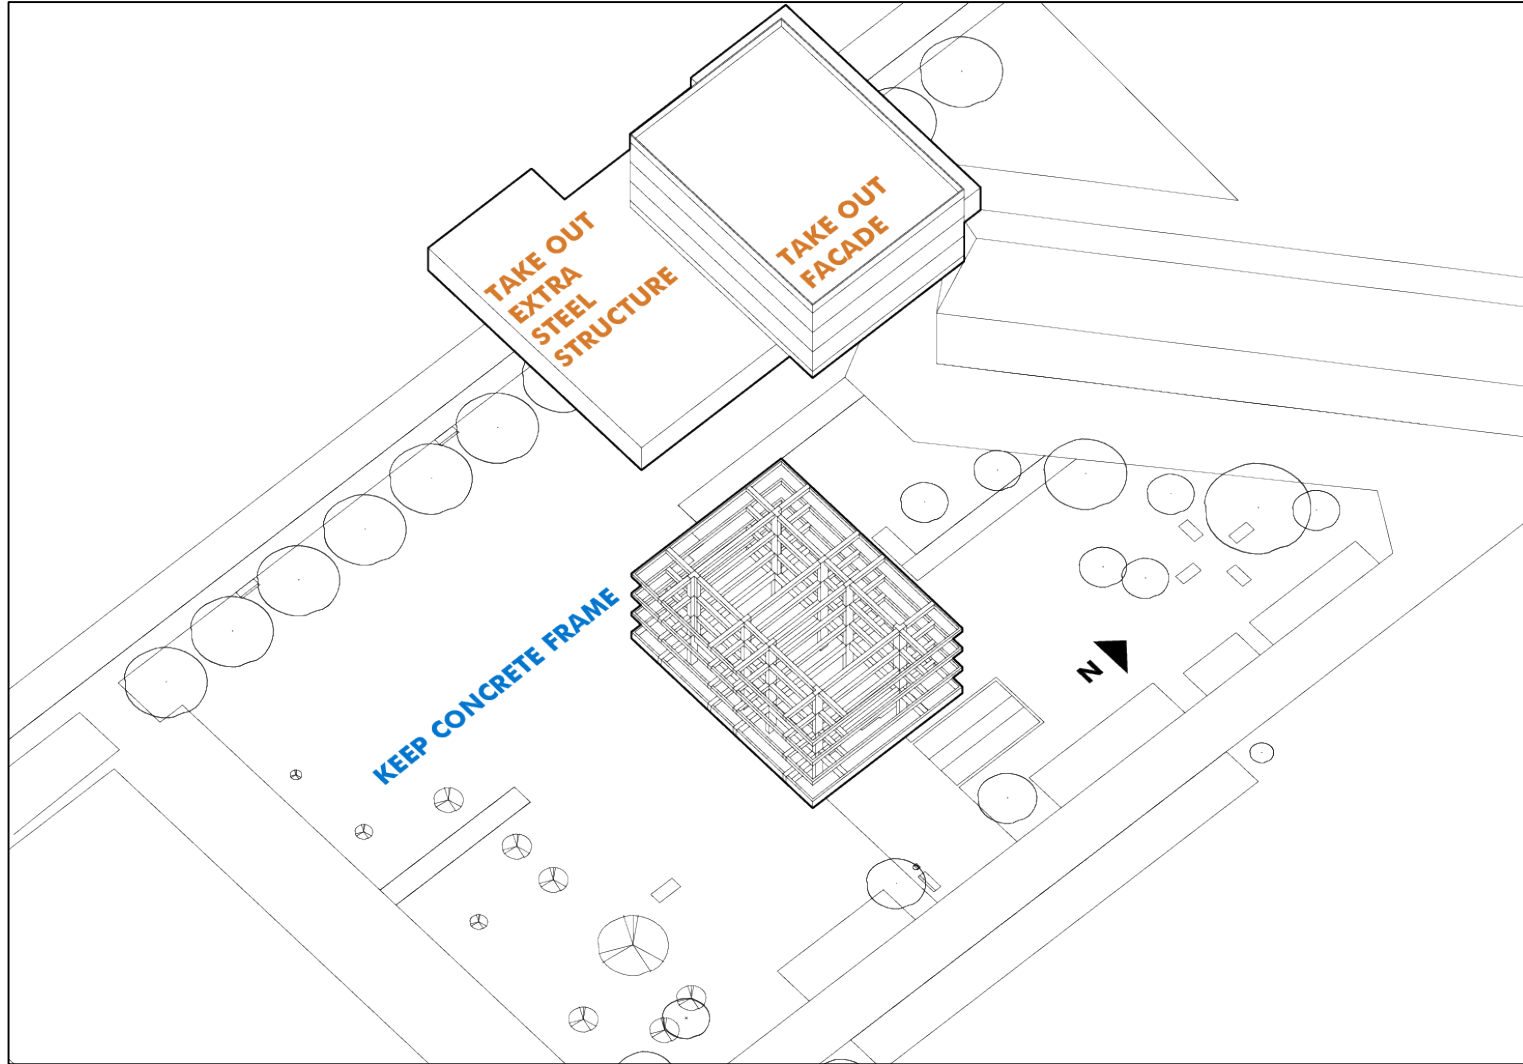 TAKE OUT
EXTRA
STEEL
STRUCTURE
TAKE OUT
FACADE
KEEP CONCRETE FRAME
N